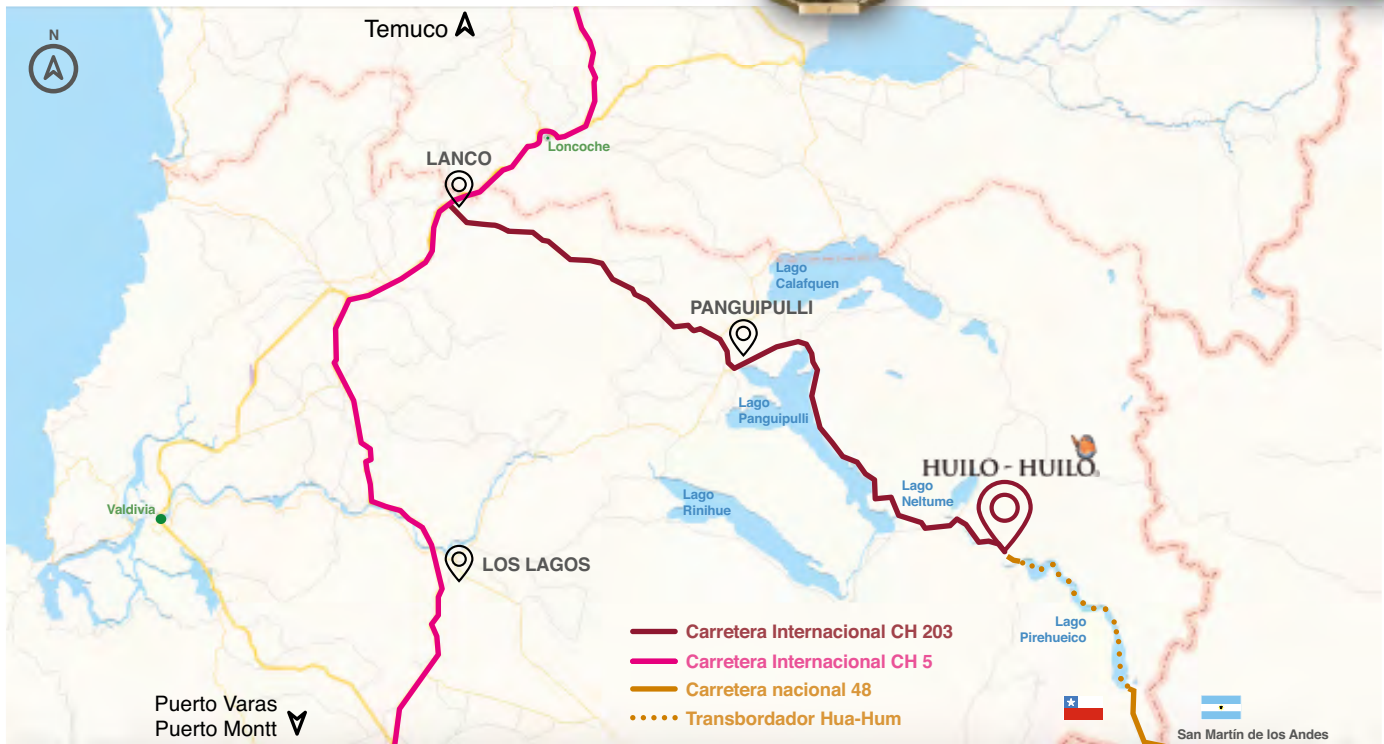 Temuco
N
Loncoche
LANCO
Lago
Calafquen
PANGUIPULLI
Lago
Panguipulli
HUILO - HUILO
Lago
Neltume
Lago
Rinihue
Valdivia
LOS LAGOS
Lago
Pirehueico
Carretera Internacional CH 203
Carretera Internacional CH 5
Carretera nacional 48
Transbordador Hua-Hum
Puerto Varas
Puerto Montt
San Martín de los Andes